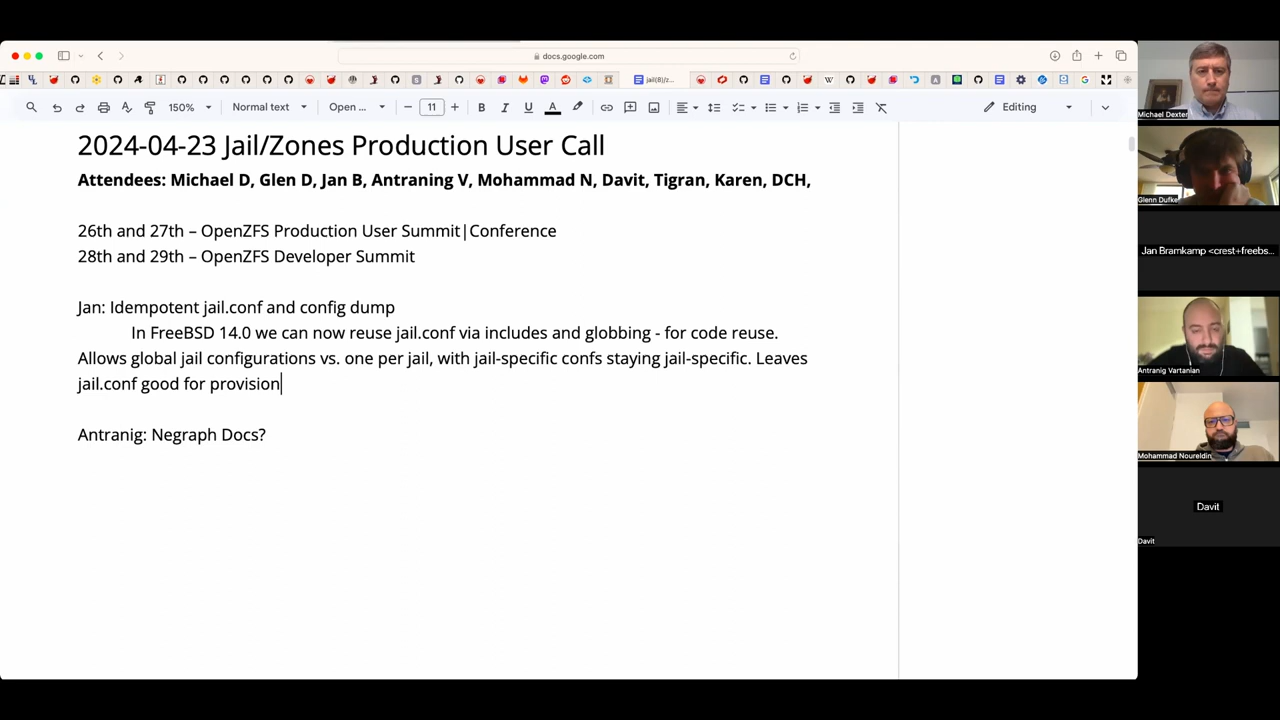 docs.google.com
jail(8)/z...
150%
Normal text
Open ...
11
Editing
2024-04-23 Jail/Zones Production User Call
Attendees: Michael D, Glen D, Jan B, Antraning V, Mohammad N, Davit, Tigran, Karen, DCH,
26th and 27th – OpenZFS Production User Summit|Conference
28th and 29th – OpenZFS Developer Summit
Jan: Idempotent jail.conf and config dump
In FreeBSD 14.0 we can now reuse jail.conf via includes and globbing - for code reuse.
Allows global jail configurations vs. one per jail, with jail-specific confs staying jail-specific. Leaves
jail.conf good for provision
Antranig: Negraph Docs?
Michael Dexter
Glenn Dufke
Jan Bramkamp <crest+freebs...
Antranig Vartanian
Mohammad Noureldin
Davit
Davit